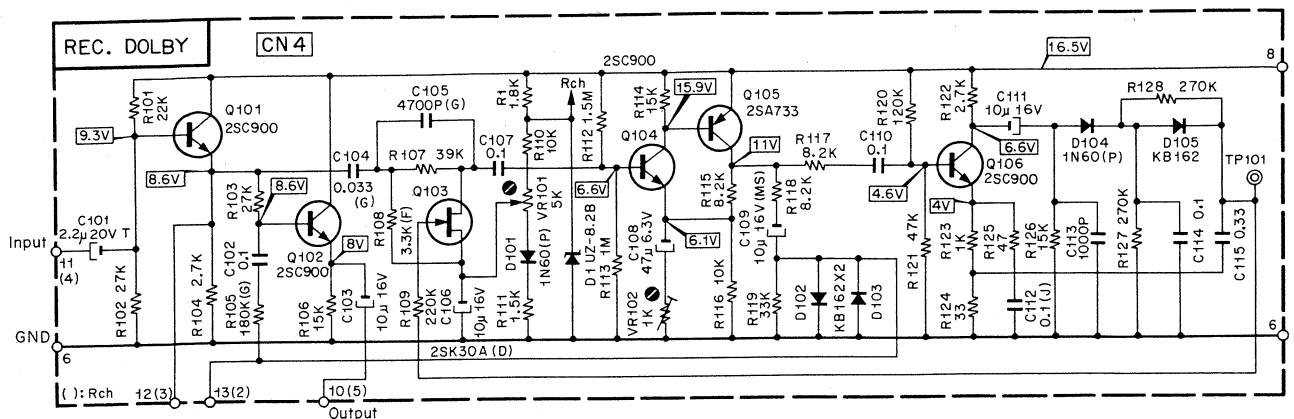 REC. DOLBY
CN4
16.5V
8
2SC900
R101
22K
Q101
2SC900
9.3V
8.6V
R103
27K
8.6V
C104
0.033
(G)
C105
4700P(G)
R107 39K
C107
0.1
Q103
R1
1.8K
R110
10K
Rch
R112 1.5M
R114
15K
15.9V
Q104
Q105
2SA733
11V
R117
8.2K
C110
0.1
R120
120K
R122
2.7K
C111
10µ 16V
6.6V
Q106
2SC900
R128 270K
D104
1N60(P)
D105
KB162
TP101
Input
C101
2.2µ 20V T
11
(4)
R102 27K
R104 2.7K
C102
0.1
R105
180K(G)
Q102
2SC900
8V
R106
15K
C103
10µ 16V
R108
3.3K(F)
R109
220K
C106
10µ 16V
VR101
5K
D101
1N60(P)
R111
1.5K
D1 UZ-8.2B
R113 1M
6.6V
C108
47µ 6.3V
6.1V
VR102
1K
R115
8.2K
R116 10K
C109
10µ 16V(MS)
R118
8.2K
R119
33K
D102
KB162X2
D103
4.6V
R121 47K
4V
R123
1K
R124
33
R125
47
C112
0.1(J)
R126
15K
C113
1000P
R127 270K
C114 0.1
C115 0.33
GND
6
6
2SK30A(D)
( ): Rch
12(3)
13(2)
10(5)
Output